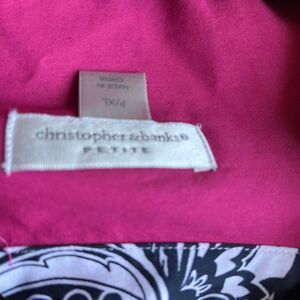 P/XL
MADE IN
CHINA
christopher&banks®
PETITE